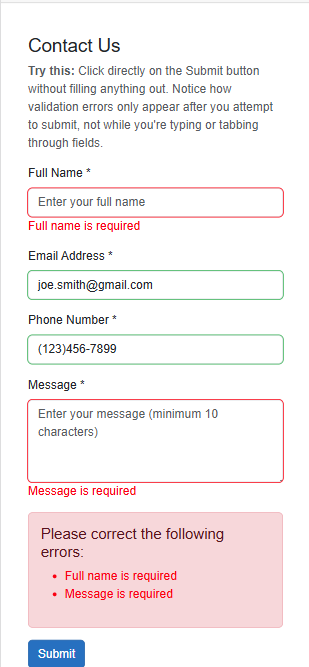 Contact Us
Try this: Click directly on the Submit button
without filling anything out. Notice how
validation errors only appear after you attempt
to submit, not while you're typing or tabbing
through fields.
Full Name *
Enter your full name
Full name is required
Email Address *
joe.smith@gmail.com
Phone Number *
(123)456-7899
Message *
Enter your message (minimum 10
characters)
Message is required
Please correct the following
errors:
• Full name is required
• Message is required
Submit